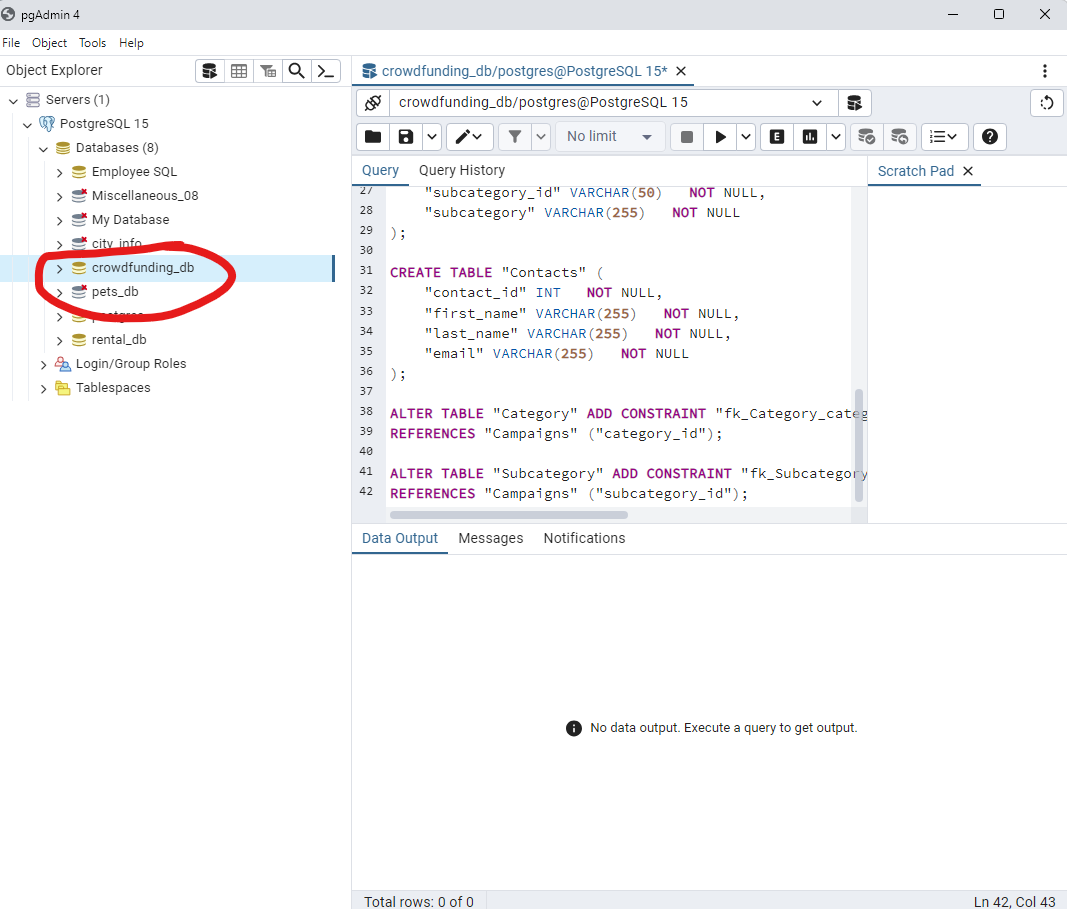 pgAdmin 4
File Object Tools Help
Object Explorer
Servers (1)
PostgreSQL 15
Databases (8)
Employee SQL
Miscellaneous_08
My Database
city_info
crowdfunding_db
pets_db
postgres
rental_db
Login/Group Roles
Tablespaces
crowdfunding_db/postgres@PostgreSQL 15*
crowdfunding_db/postgres@PostgreSQL 15
No limit
E
Query Query History
Scratch Pad
27 "subcategory_id" VARCHAR(50) NOT NULL,
28 "subcategory" VARCHAR(255) NOT NULL
29 );
30
31 CREATE TABLE "Contacts" (
32 "contact_id" INT NOT NULL,
33 "first_name" VARCHAR(255) NOT NULL,
34 "last_name" VARCHAR(255) NOT NULL,
35 "email" VARCHAR(255) NOT NULL
36 );
37
38 ALTER TABLE "Category" ADD CONSTRAINT "fk_Category_categ
39 REFERENCES "Campaigns" ("category_id");
40
41 ALTER TABLE "Subcategory" ADD CONSTRAINT "fk_Subcategory
42 REFERENCES "Campaigns" ("subcategory_id");
Data Output Messages Notifications
No data output. Execute a query to get output.
Total rows: 0 of 0
Ln 42, Col 43